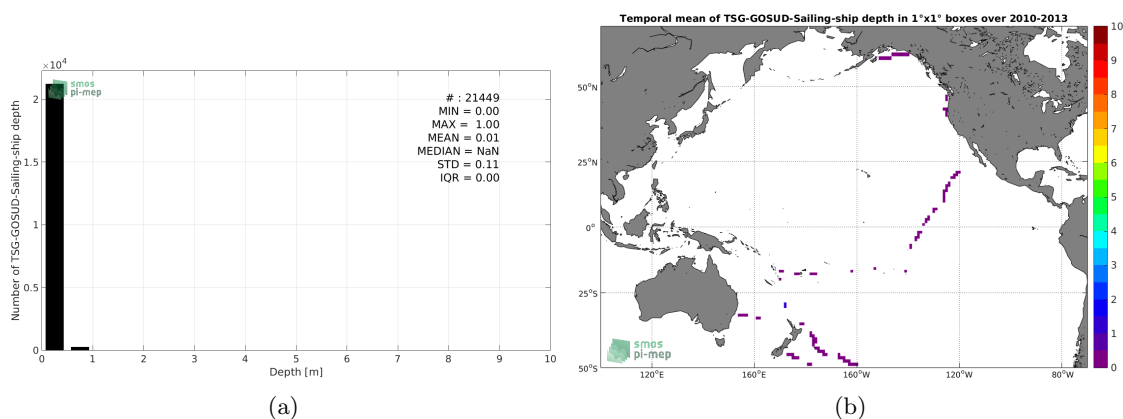 Temporal mean of TSG-GOSUD-Sailing-ship depth in 1°x1° boxes over 2010-2013
×10⁴
smos
pi-mep
# : 21449
MIN = 0.00
MAX = 1.00
MEAN = 0.01
MEDIAN = NaN
STD = 0.11
IQR = 0.00
2
1.5
1
0.5
0
Number of TSG-GOSUD-Sailing-ship depth
0 1 2 3 4 5 6 7 8 9 10
Depth [m]
(a)
50°N
25°N
0°
25°S
50°S
120°E 160°E 160°W 120°W 80°W
smos
pi-mep
10
9
8
7
6
5
4
3
2
1
0
(b)